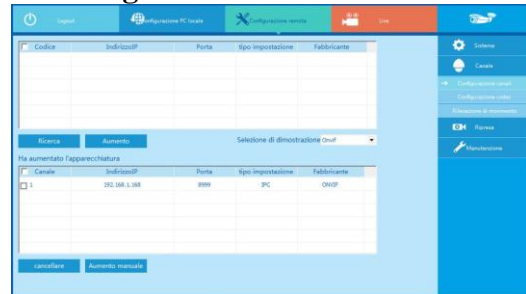 Logout Configurazione PC locale Configurazione remota Live
Codice IndirizzoIP Porta tipo impostazione Fabbricante
Ricerca Aumento Selezione di dimostrazione Onvif
Ha aumentato l'apparecchiatura
Canale IndirizzoIP Porta tipo impostazione Fabbricante
1 192.168.1.168 8999 IPC ONVIF
cancellare Aumento manuale
Sistema
Canale
Configurazione canali
Configurazione codec
Rilevazione di movimento
Ripresa
Manutenzione